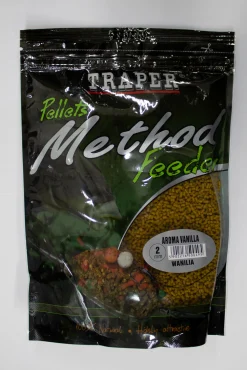 TRAPER
Pellets
Method
Feeder
AROMA VANILLA
2
WANILIA